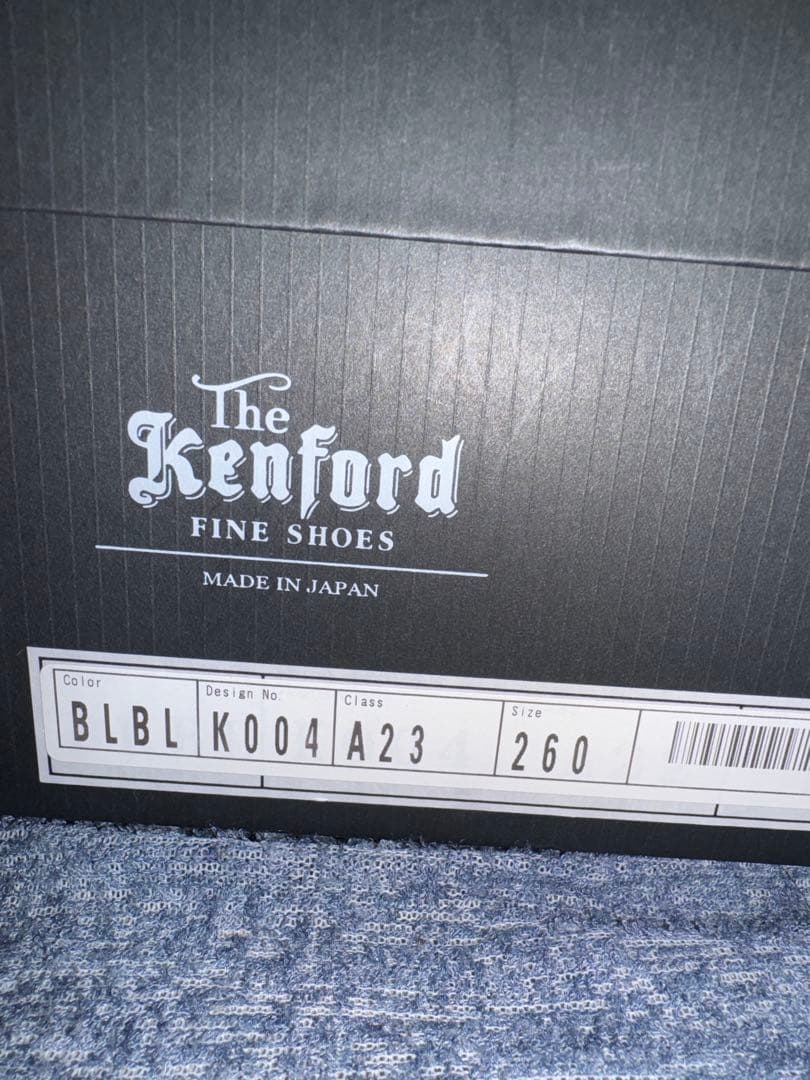 The
Kenford
FINE SHOES
MADE IN JAPAN
Color Design No. Class Size
BLBL K004 A23 260